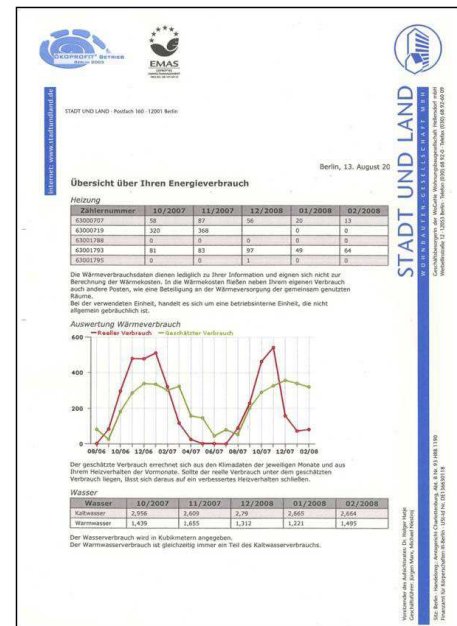 ÖKOPROFIT BETRIEB
BERLIN 2003
EMAS
Internet: www.stadtundland.de
STADT UND LAND
WOHNBAUTEN-GESELLSCHAFT MBH
STADT UND LAND - Postfach 160 - 12001 Berlin
Berlin, 13. August 20
Übersicht über Ihren Energieverbrauch
Heizung
Zählernummer 10/2007 11/2007 12/2008 01/2008 02/2008
63000707 58 87 56 20 13
63000719 320 368 0 0
63001788 0 0 0 0 0
63001793 81 83 97 49 64
63001795 0 0 1 0 0
Die Wärmeverbrauchsdaten dienen lediglich zu Ihrer Information und eignen sich nicht zur
Berechnung der Wärmekosten. In die Wärmekosten fließen neben Ihrem eigenen Verbrauch
auch andere Posten, wie eine Beteiligung an der Wärmeversorgung der gemeinsam genutzten
Räume.
Bei der verwendeten Einheit, handelt es sich um eine betriebsinterne Einheit, die nicht
allgemein gebräuchlich ist.
Auswertung Wärmeverbrauch
Reeller Verbrauch Geschätzter Verbrauch
600
400
200
0
08/06 10/06 12/06 02/07 04/07 06/07 08/07 10/07 12/07 02/08
Der geschätzte Verbrauch errechnet sich aus den Klimadaten der jeweiligen Monate und aus
Ihrem Heizverhalten der Vormonate. Sollte der reelle Verbrauch unter dem geschätzten
Verbrauch liegen, lässt sich daraus auf ein verbessertes Heizverhalten schließen.
Wasser
Wasser 10/2007 11/2007 12/2008 01/2008 02/2008
Kaltwasser 2,956 2,609 2,79 2,665 2,664
Warmwasser 1,439 1,655 1,312 1,221 1,495
Der Wasserverbrauch wird in Kubikmetern angegeben.
Der Warmwasserverbrauch ist gleichzeitig immer ein Teil des Kaltwasserverbrauchs.